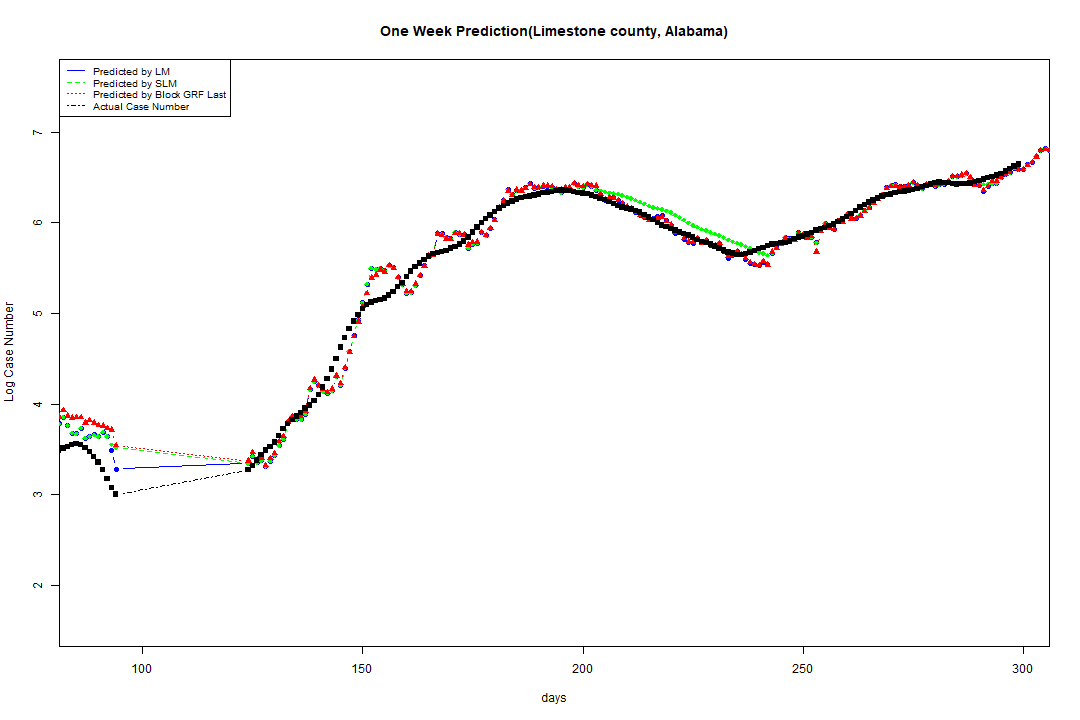 One Week Prediction(Limestone county, Alabama)
Predicted by LM
Predicted by SLM
Predicted by Block GRF Last
Actual Case Number
7
6
5
4
3
2
Log Case Number
100 150 200 250 300
days